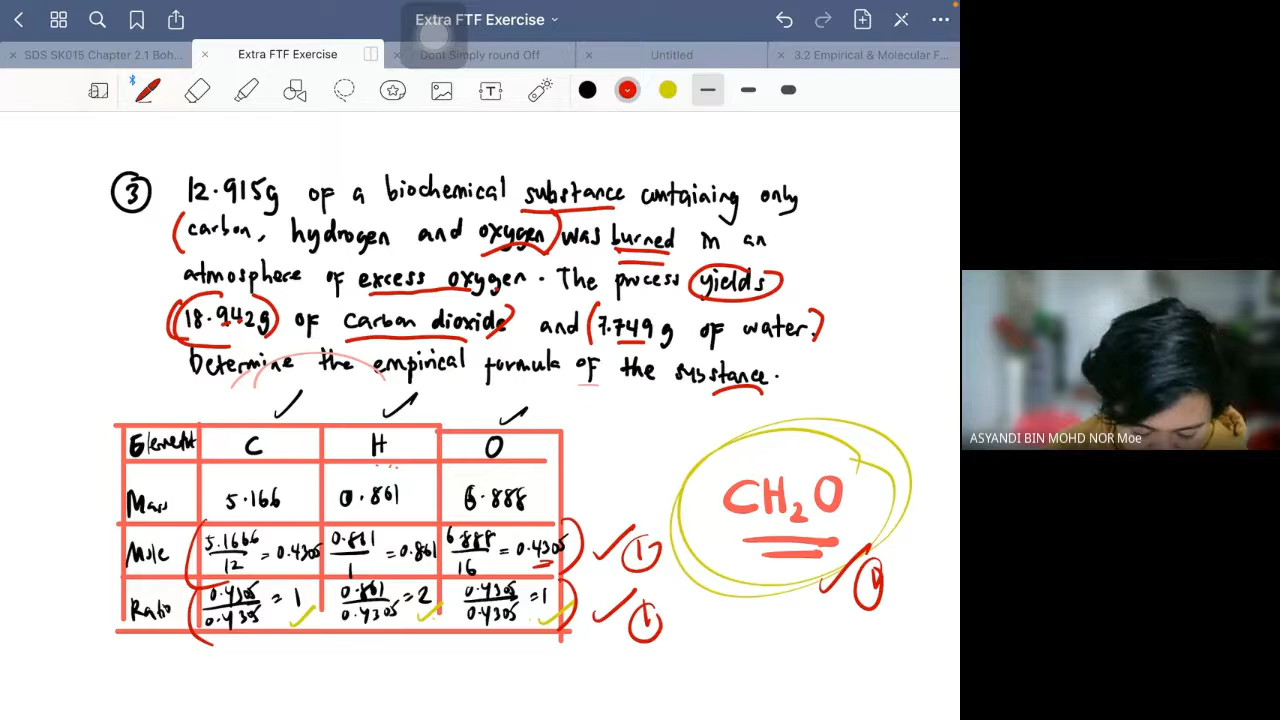 Extra FTF Exercise
SDS SK015 Chapter 2.1 Boh...
Extra FTF Exercise
Dont Simply round Off
Untitled
3.2 Empirical & Molecular F...
T
3 12.915g of a biochemical substance containing only
carbon, hydrogen and oxygen was burned in an
atmosphere of excess oxygen. The process yields
18.942g of carbon dioxide and 7.749 g of water.
Determine the empirical formula of the substance.
Element C H O
Mass 5.166 0.861 6.888
Mole 5.1666/12 = 0.4305 0.861/1 = 0.861 6.888/16 = 0.4305 1
Ratio 0.4305/0.4305 = 1 0.861/0.4305 = 2 0.4305/0.4305 = 1 1
CH₂O
ASYANDI BIN MOHD NOR Moe